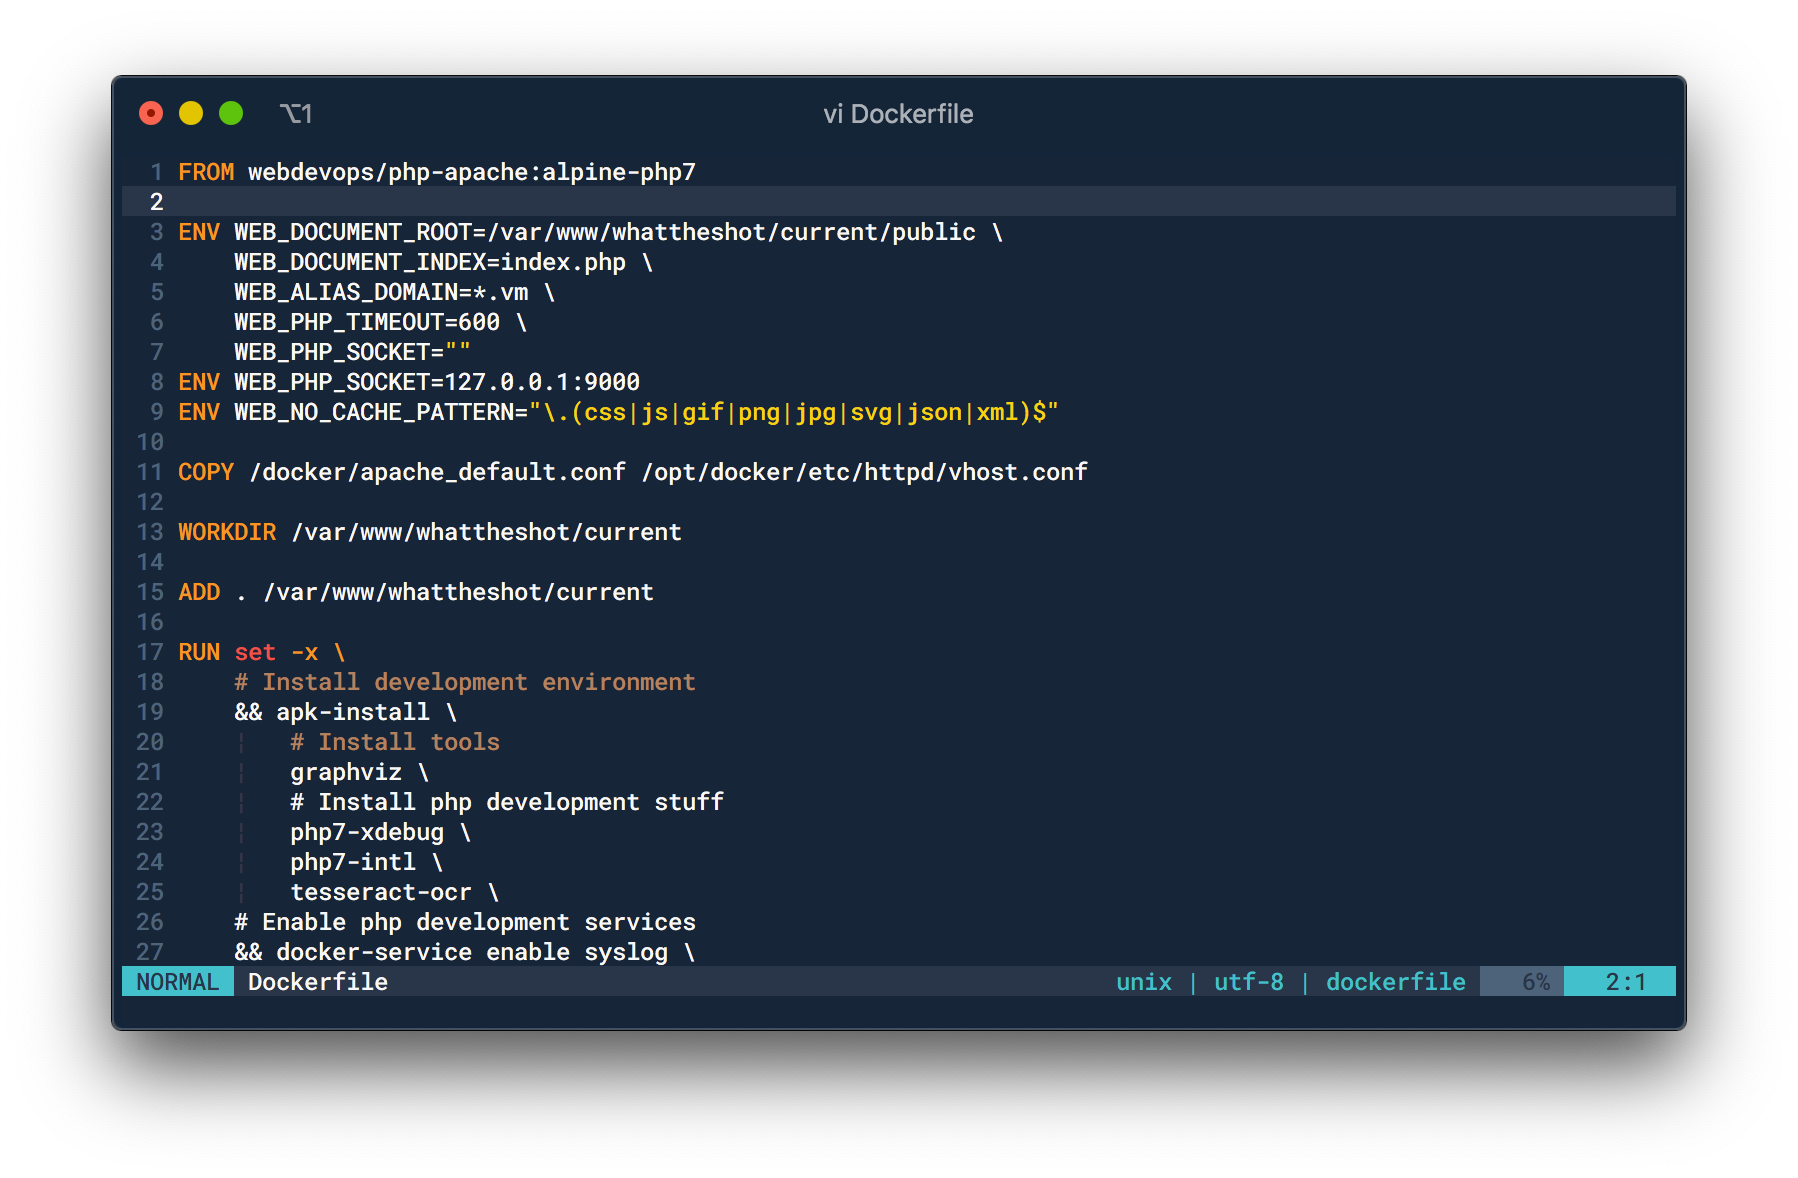 ⌥1 vi Dockerfile
1 FROM webdevops/php-apache:alpine-php7
2
3 ENV WEB_DOCUMENT_ROOT=/var/www/whattheshot/current/public \
4     WEB_DOCUMENT_INDEX=index.php \
5     WEB_ALIAS_DOMAIN=*.vm \
6     WEB_PHP_TIMEOUT=600 \
7     WEB_PHP_SOCKET=""
8 ENV WEB_PHP_SOCKET=127.0.0.1:9000
9 ENV WEB_NO_CACHE_PATTERN="\.(css|js|gif|png|jpg|svg|json|xml)$"
10
11 COPY /docker/apache_default.conf /opt/docker/etc/httpd/vhost.conf
12
13 WORKDIR /var/www/whattheshot/current
14
15 ADD . /var/www/whattheshot/current
16
17 RUN set -x \
18     # Install development environment
19     && apk-install \
20     ¦   # Install tools
21     ¦   graphviz \
22     ¦   # Install php development stuff
23     ¦   php7-xdebug \
24     ¦   php7-intl \
25     ¦   tesseract-ocr \
26     # Enable php development services
27     && docker-service enable syslog \
NORMAL Dockerfile unix | utf-8 | dockerfile 6% 2:1